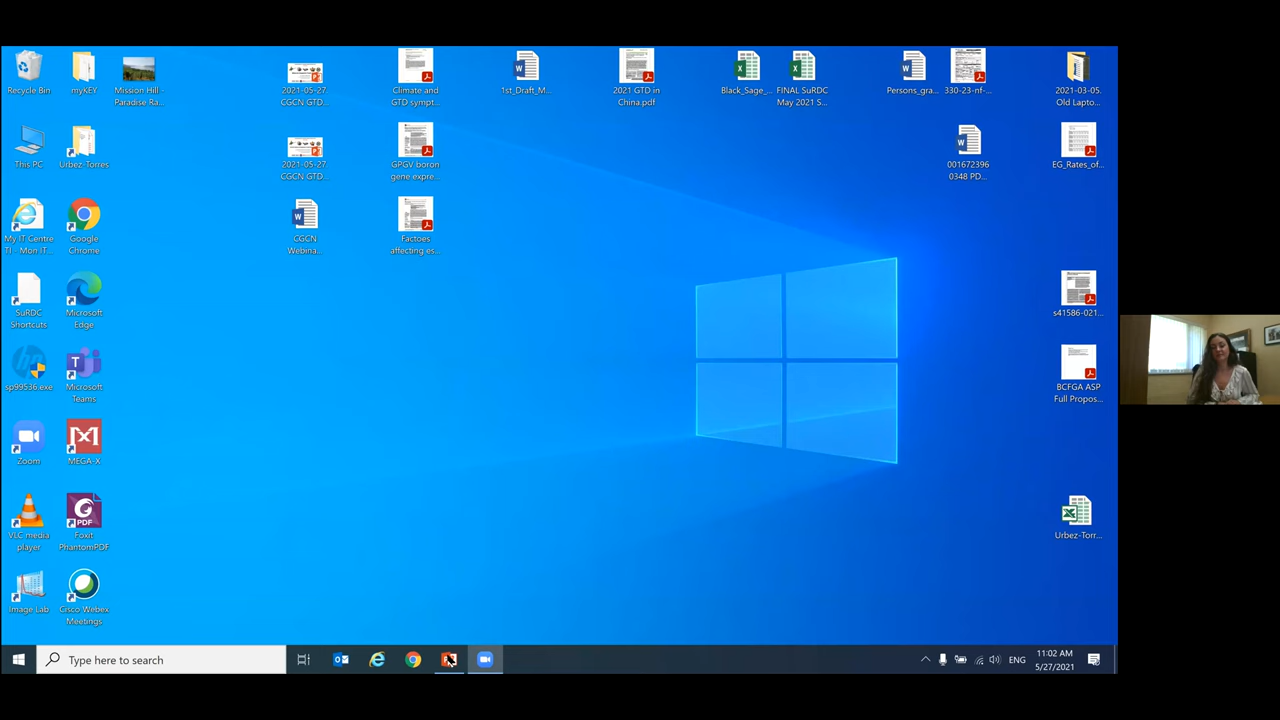 Recycle Bin
myKEY
Mission Hill -
Paradise Ra...
2021-05-27.
CGCN GTD...
Climate and
GTD sympt...
1st_Draft_M...
2021 GTD in
China.pdf
Black_Sage_...
FINAL SuRDC
May 2021 S...
Persons_gra...
330-23-nf-...
2021-03-05.
Old Lapto...
This PC
Urbez-Torres
2021-05-27.
CGCN GTD...
GPGV boron
gene expre...
001672396
0348 PD...
EG_Rates_of...
My IT Centre
TI - Mon IT...
Google
Chrome
CGCN
Webina...
Factoes
affecting es...
SuRDC
Shortcuts
Microsoft
Edge
s41586-021...
sp99536.exe
Microsoft
Teams
BCFGA ASP
Full Propos...
Zoom
MEGA-X
VLC media
player
PDF
Foxit
PhantomPDF
Urbez-Torr...
Image Lab
Cisco Webex
Meetings
Type here to search
ENG
11:02 AM
5/27/2021